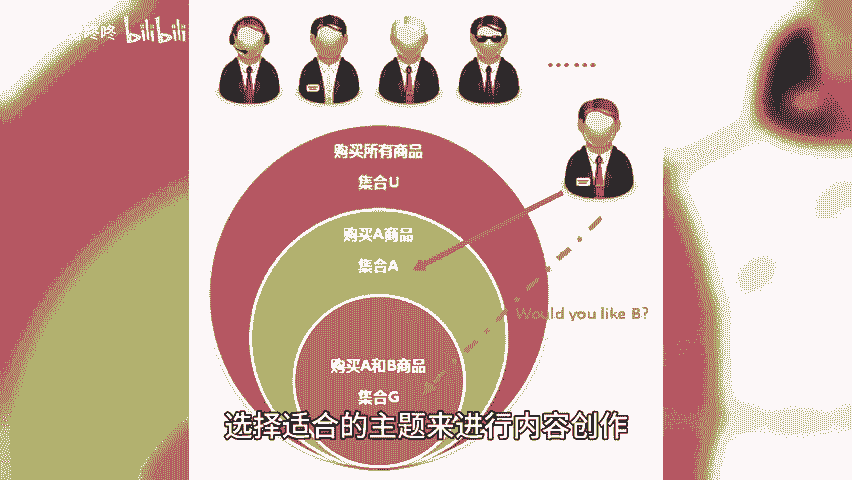 咚咚 bilibili
购买所有商品
集合U
购买A商品
集合A
Would you like B?
购买A和B商品
集合G
选择适合的主题来进行内容创作